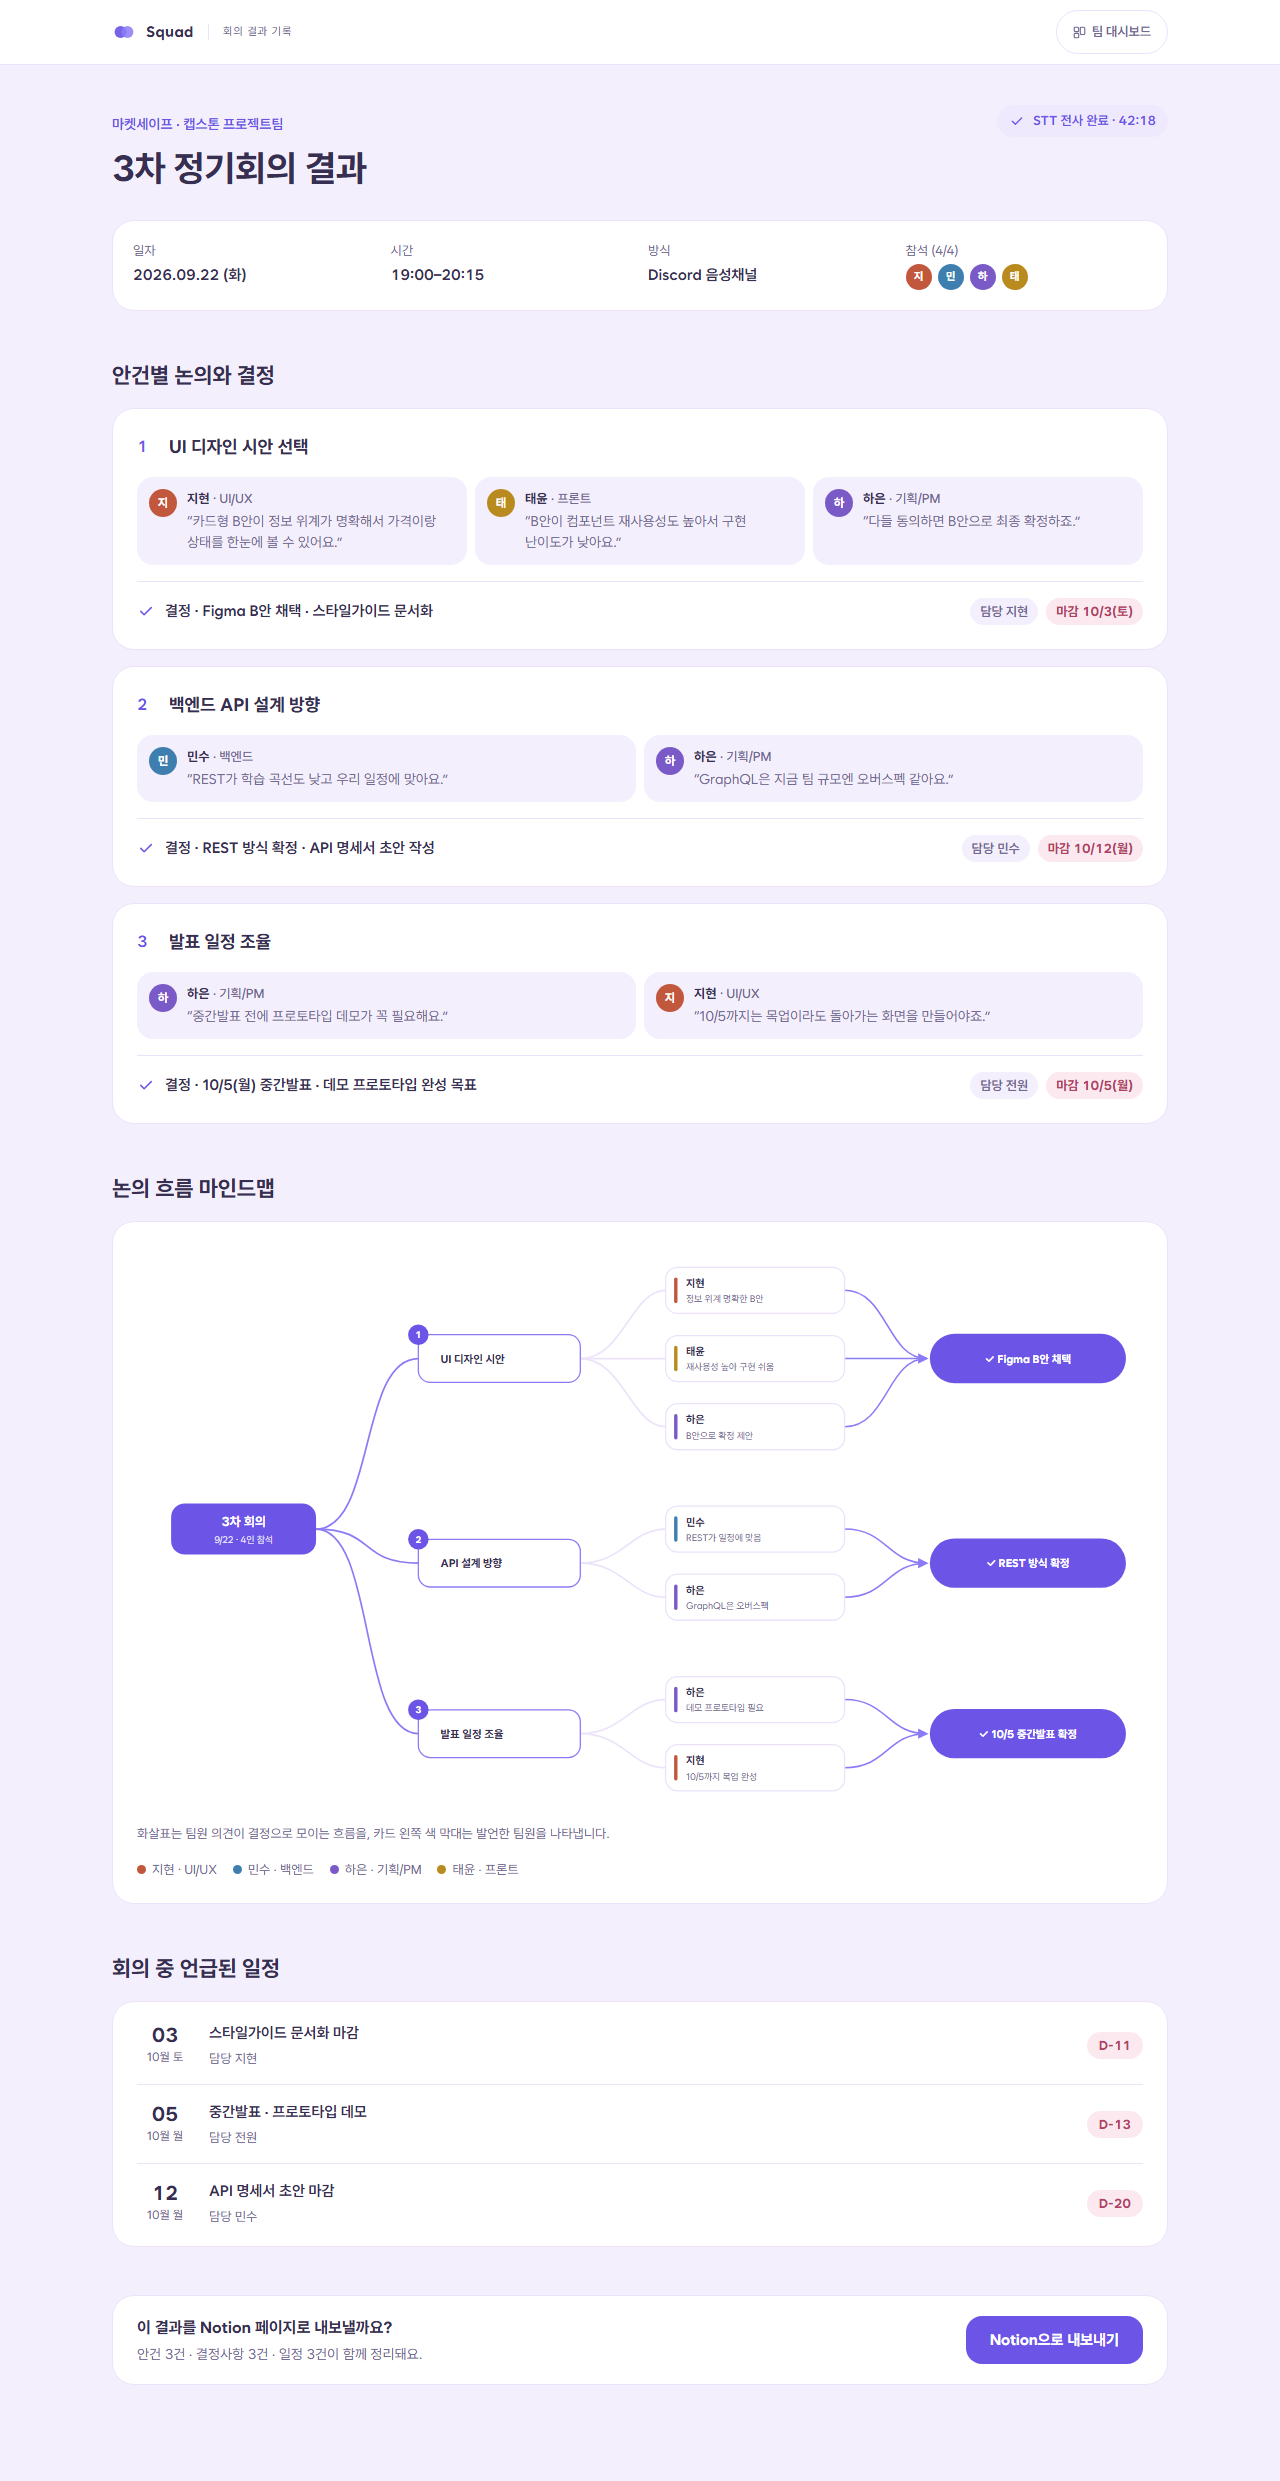 Squad
회의 결과 기록
팀 대시보드
마켓세이프 · 캡스톤 프로젝트팀
STT 전사 완료 · 42:18
3차 정기회의 결과
일자
2026.09.22 (화)
시간
19:00–20:15
방식
Discord 음성채널
참석 (4/4)
지 민 하 태
안건별 논의와 결정
1 UI 디자인 시안 선택
지
지현 · UI/UX
“카드형 B안이 정보 위계가 명확해서 가격이랑
상태를 한눈에 볼 수 있어요.”
태
태윤 · 프론트
“B안이 컴포넌트 재사용성도 높아서 구현
난이도가 낮아요.”
하
하은 · 기획/PM
“다들 동의하면 B안으로 최종 확정하죠.”
결정 · Figma B안 채택 · 스타일가이드 문서화
담당 지현
마감 10/3(토)
2 백엔드 API 설계 방향
민
민수 · 백엔드
“REST가 학습 곡선도 낮고 우리 일정에 맞아요.”
하
하은 · 기획/PM
“GraphQL은 지금 팀 규모엔 오버스펙 같아요.”
결정 · REST 방식 확정 · API 명세서 초안 작성
담당 민수
마감 10/12(월)
3 발표 일정 조율
하
하은 · 기획/PM
“중간발표 전에 프로토타입 데모가 꼭 필요해요.”
지
지현 · UI/UX
“10/5까지는 목업이라도 돌아가는 화면을 만들어야죠.”
결정 · 10/5(월) 중간발표 · 데모 프로토타입 완성 목표
담당 전원
마감 10/5(월)
논의 흐름 마인드맵
3차 회의
9/22 · 4인 참석
1
UI 디자인 시안
지현
정보 위계 명확한 B안
태윤
재사용성 높아 구현 쉬움
하은
B안으로 확정 제안
✓ Figma B안 채택
2
API 설계 방향
민수
REST가 일정에 맞음
하은
GraphQL은 오버스펙
✓ REST 방식 확정
3
발표 일정 조율
하은
데모 프로토타입 필요
지현
10/5까지 목업 완성
✓ 10/5 중간발표 확정
화살표는 팀원 의견이 결정으로 모이는 흐름을, 카드 왼쪽 색 막대는 발언한 팀원을 나타냅니다.
지현 · UI/UX
민수 · 백엔드
하은 · 기획/PM
태윤 · 프론트
회의 중 언급된 일정
03
10월 토
스타일가이드 문서화 마감
담당 지현
D-11
05
10월 월
중간발표 · 프로토타입 데모
담당 전원
D-13
12
10월 월
API 명세서 초안 마감
담당 민수
D-20
이 결과를 Notion 페이지로 내보낼까요?
안건 3건 · 결정사항 3건 · 일정 3건이 함께 정리돼요.
Notion으로 내보내기